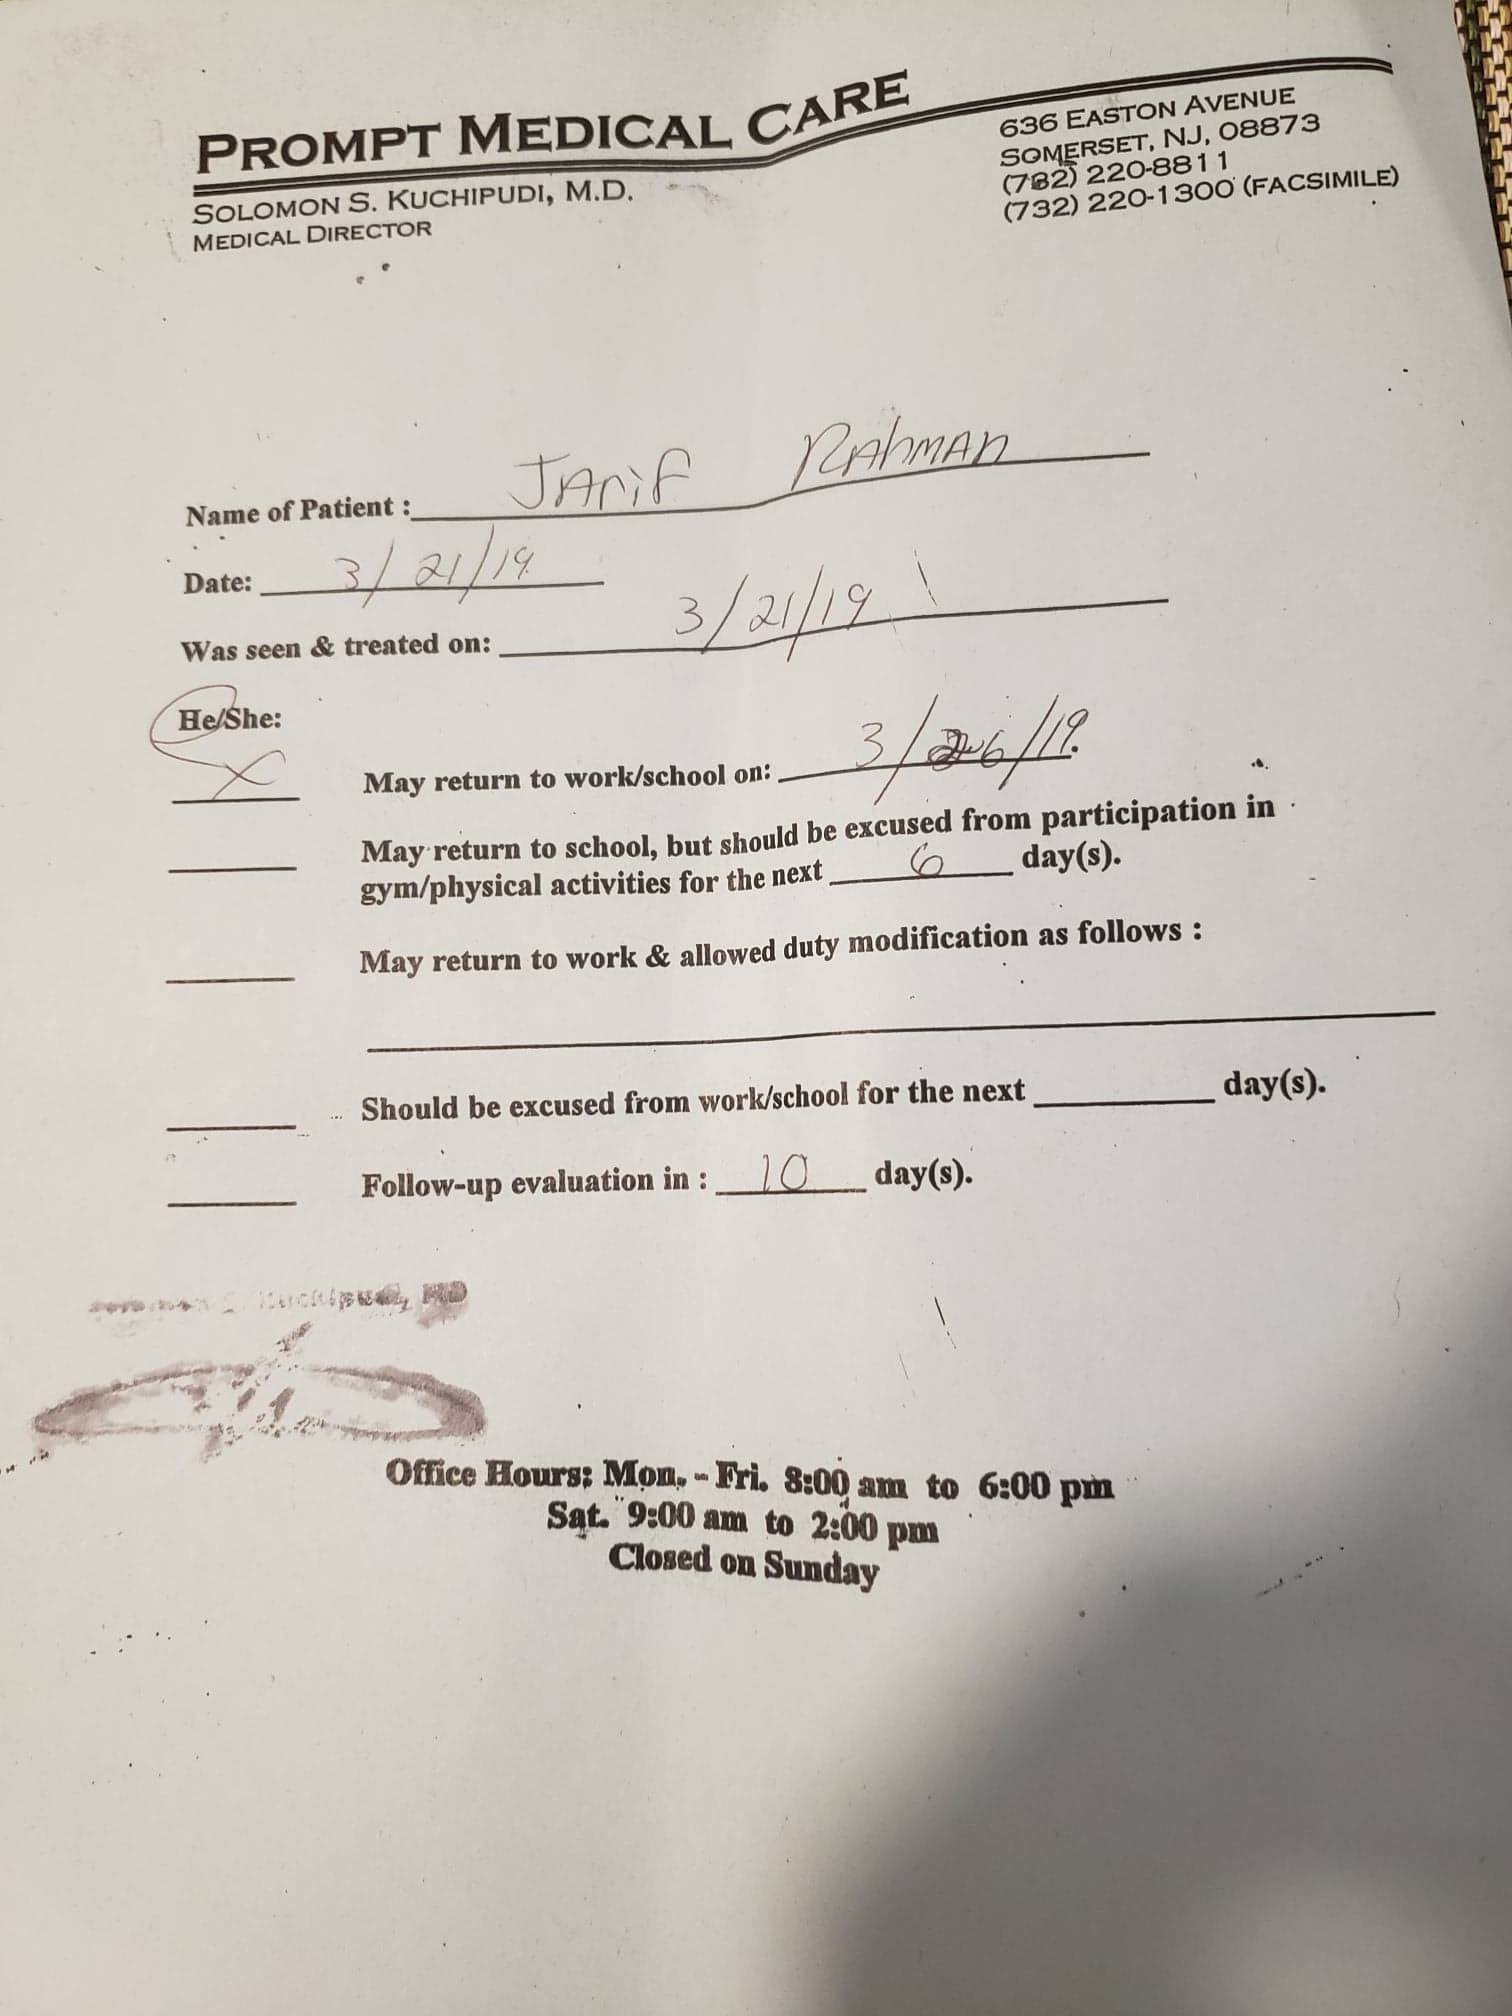 PROMPT MEDICAL CARE
SOLOMON S. KUCHIPUDI, M.D.
MEDICAL DIRECTOR
636 EASTON AVENUE
SOMERSET, NJ, 08873
(732) 220-8811
(732) 220-1300 (FACSIMILE)
Name of Patient : JAriF RAhmAn
Date: 3/21/19
Was seen & treated on: 3/21/19
He/She:
X May return to work/school on: 3/26/19.
May return to school, but should be excused from participation in
gym/physical activities for the next 6 day(s).
May return to work & allowed duty modification as follows :
Should be excused from work/school for the next day(s).
Follow-up evaluation in : 10 day(s).
Kuchipudi, MD
Office Hours: Mon. - Fri. 8:00 am to 6:00 pm
Sat. 9:00 am to 2:00 pm
Closed on Sunday